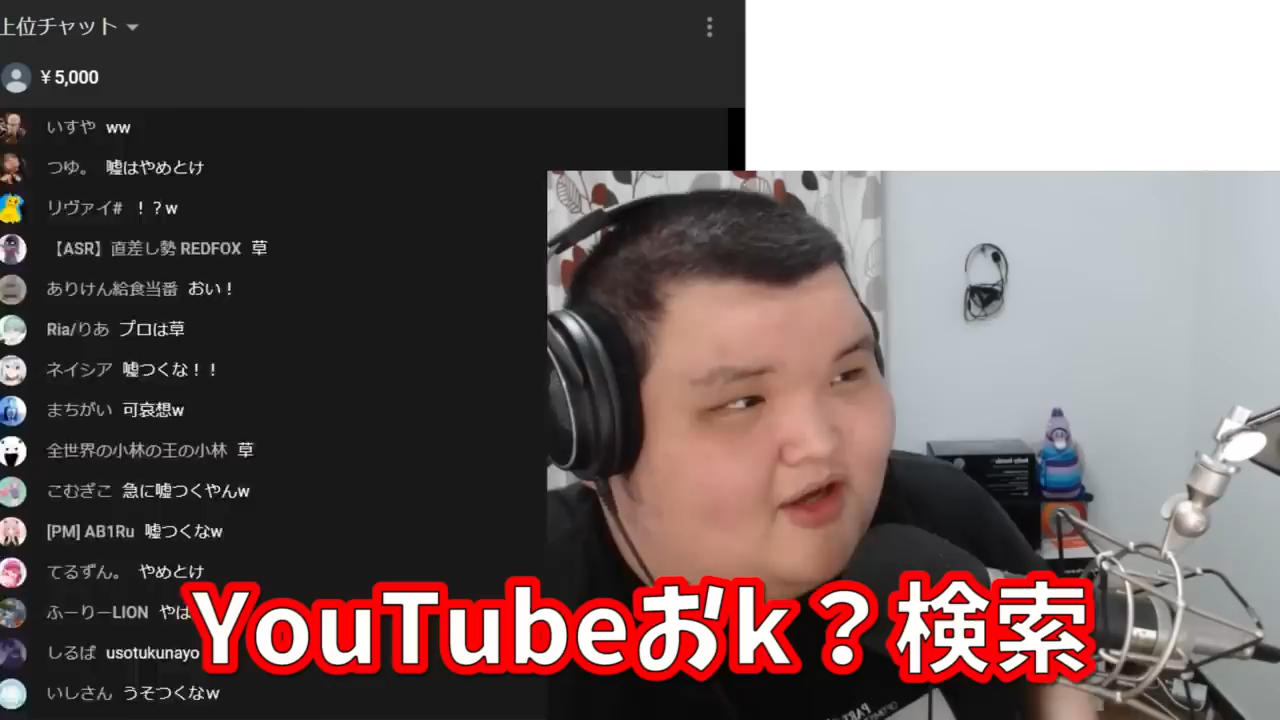 上位チャット
¥5,000
いすや ww
つゆ。 嘘はやめとけ
リヴァイ# ！？w
【ASR】直差し勢 REDFOX 草
ありけん給食当番 おい！
Ria/りあ プロは草
ネイシア 嘘つくな！！
まちがい 可哀想w
全世界の小林の王の小林 草
こむぎこ 急に嘘つくやんw
[PM] AB1Ru 嘘つくなw
てるずん。 やめとけ
ふーりーLION やは
しるば usotukunayo
いしさん うそつくなw
YouTubeおk？検索